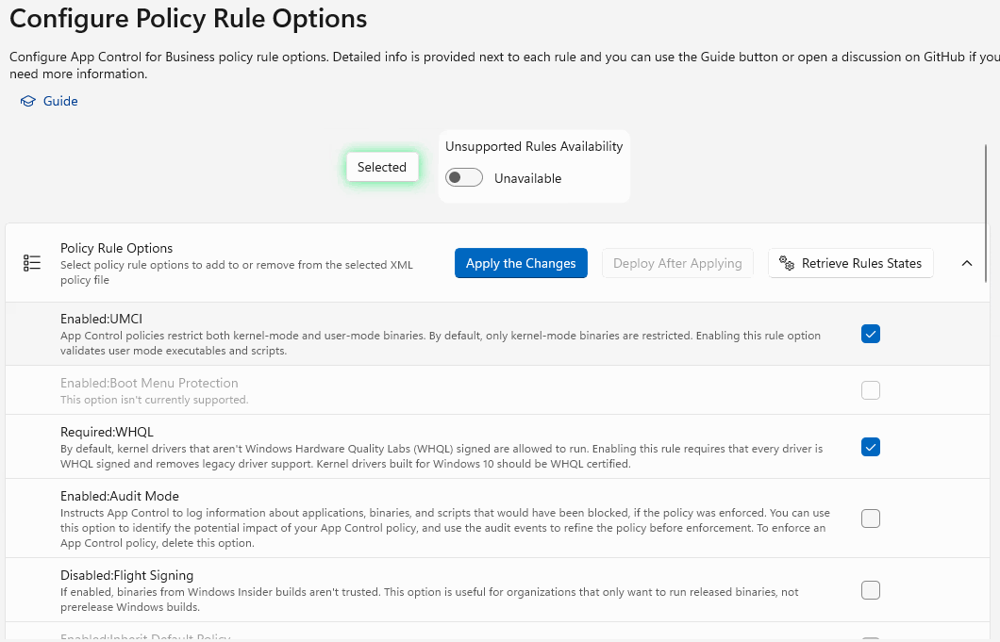 Configure Policy Rule Options
Configure App Control for Business policy rule options. Detailed info is provided next to each rule and you can use the Guide button or open a discussion on GitHub if you
need more information.
Guide
Selected
Unsupported Rules Availability
Unavailable
Policy Rule Options
Select policy rule options to add to or remove from the selected XML
policy file
Apply the Changes
Deploy After Applying
Retrieve Rules States
Enabled:UMCI
App Control policies restrict both kernel-mode and user-mode binaries. By default, only kernel-mode binaries are restricted. Enabling this rule option
validates user mode executables and scripts.
Enabled:Boot Menu Protection
This option isn't currently supported.
Required:WHQL
By default, kernel drivers that aren't Windows Hardware Quality Labs (WHQL) signed are allowed to run. Enabling this rule requires that every driver is
WHQL signed and removes legacy driver support. Kernel drivers built for Windows 10 should be WHQL certified.
Enabled:Audit Mode
Instructs App Control to log information about applications, binaries, and scripts that would have been blocked, if the policy was enforced. You can use
this option to identify the potential impact of your App Control policy, and use the audit events to refine the policy before enforcement. To enforce an
App Control policy, delete this option.
Disabled:Flight Signing
If enabled, binaries from Windows Insider builds aren't trusted. This option is useful for organizations that only want to run released binaries, not
prerelease Windows builds.
Enabled:Inherit Default Policy